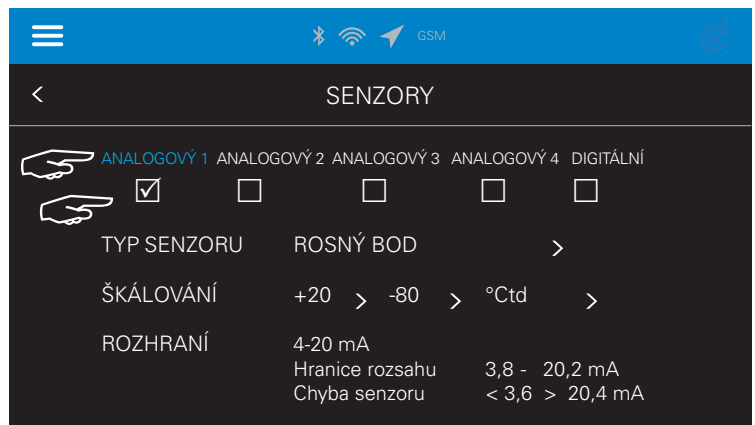 GSM
SENZORY
ANALOGOVÝ 1 ANALOGOVÝ 2 ANALOGOVÝ 3 ANALOGOVÝ 4 DIGITÁLNÍ
TYP SENZORU ROSNÝ BOD >
ŠKÁLOVÁNÍ +20 > -80 > °Ctd >
ROZHRANÍ 4-20 mA
Hranice rozsahu 3,8 - 20,2 mA
Chyba senzoru < 3,6 > 20,4 mA